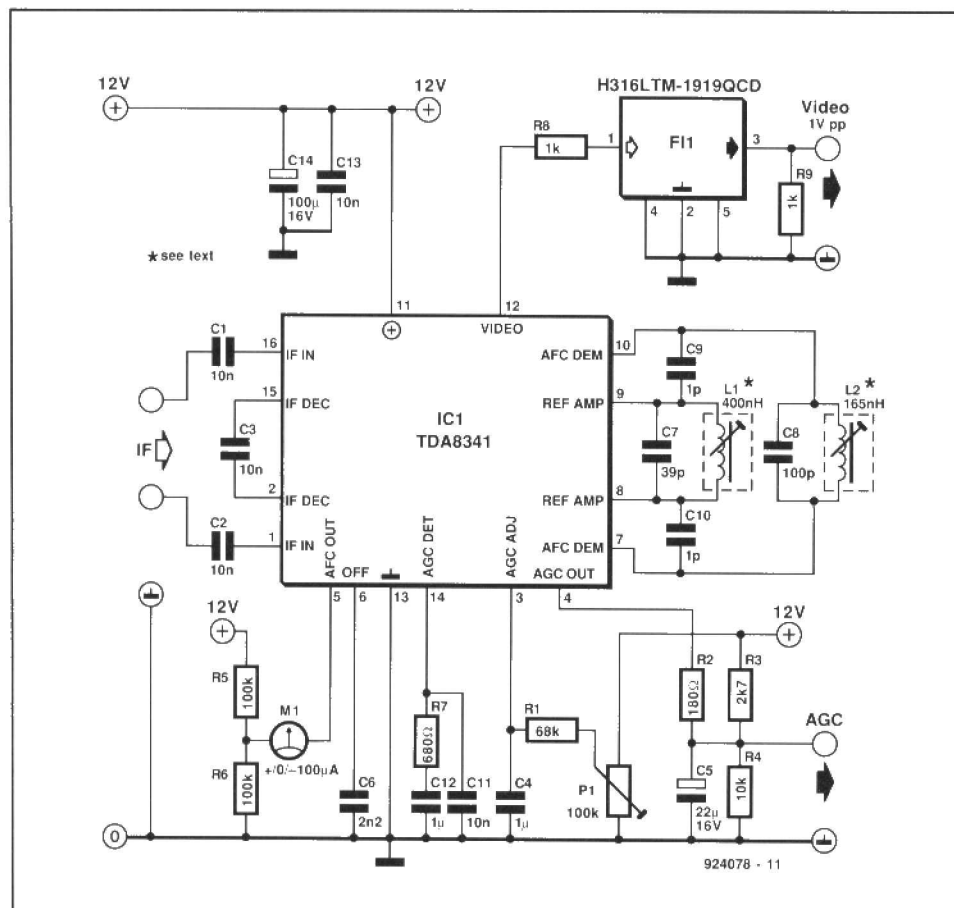 H316LTM-1919QCD
12V
12V
Video
1V pp
R8
1k
1
FI1
3
C14
100µ
16V
C13
10n
4
2
5
R9
1k
* see text
11
12
VIDEO
C1
10n
16
IF IN
AFC DEM
10
C9
1p
15
IF DEC
REF AMP
9
L1*
400nH
L2*
165nH
IF
C3
10n
IC1
TDA8341
C7
39p
C8
100p
2
IF DEC
REF AMP
8
C2
10n
1
IF IN
C10
1p
AFC OUT
OFF
AGC DET
AGC ADJ
AFC DEM
7
AGC OUT
5
6
13
14
3
4
12V
12V
R5
100k
R2
180Ω
R3
2k7
M1
+/0/-100µA
R7
680Ω
R1
68k
AGC
R6
100k
C6
2n2
C12
1µ
C11
10n
C4
1µ
P1
100k
C5
22µ
16V
R4
10k
0
924078 - 11